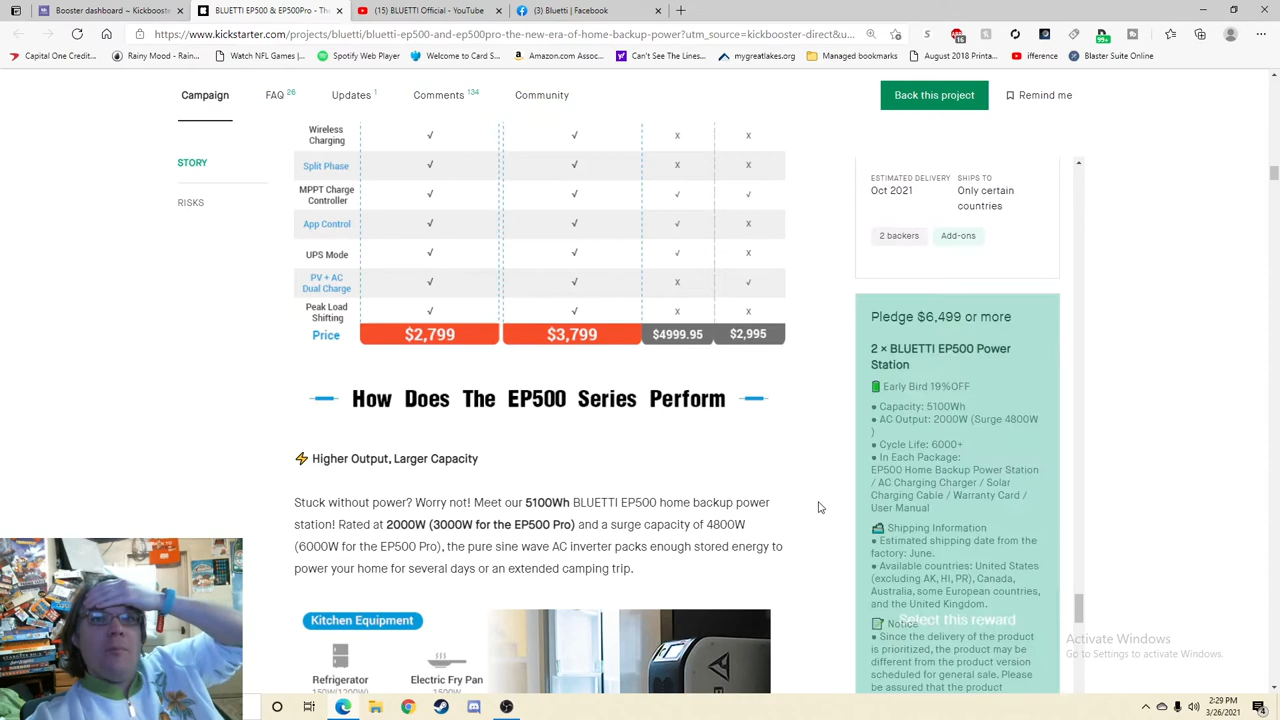 Booster dashboard ~ Kickbooste
BLUETTI EP500 & EP500Pro - The
(15) BLUETTI Official - YouTube
(3) Bluetti | Facebook
https://www.kickstarter.com/projects/bluetti/bluetti-ep500-and-ep500pro-the-new-era-of-home-backup-power?utm_source=kickbooster-direct&u...
Capital One Credit...
Rainy Mood — Rain...
Watch LIVE Games |...
Spotify Web Playe...
Welcome to Card S...
Amazon.com Assoc...
Can't See The Lines...
mygreatlakes.org
Managed bookmarks
August 2018 Printa...
ifference
Blaster Suite Online
Campaign
FAQ 26
Updates 1
Comments 134
Community
Back this project
Remind me
STORY
RISKS
Wireless
Charging
√ √ x x
Split Phase √ √ x x
MPPT Charge
Controller
√ √ √ √
App Control √ √ √ x
UPS Mode √ √ √ x
PV + AC
Dual Charge
√ √ x √
Peak Load
Shifting
√ √ x x
Price $2,799 $3,799 $4999.95 $2,995
How Does The EP500 Series Perform
⚡ Higher Output, Larger Capacity
Stuck without power? Worry not! Meet our 5100Wh BLUETTI EP500 home backup power
station! Rated at 2000W (3000W for the EP500 Pro) and a surge capacity of 4800W
(6000W for the EP500 Pro), the pure sine wave AC inverter packs enough stored energy to
power your home for several days or an extended camping trip.
Kitchen Equipment
Refrigerator
150W(1200W)
Electric Fry Pan
1500W
ESTIMATED DELIVERY
Oct 2021
SHIPS TO
Only certain
countries
2 backers
Add-ons
Pledge $6,499 or more
2 × BLUETTI EP500 Power
Station
🔋 Early Bird 19%OFF
● Capacity: 5100Wh
● AC Output: 2000W (Surge 4800W
)
● Cycle Life: 6000+
● In Each Package:
EP500 Home Backup Power Station
/ AC Charging Charger / Solar
Charging Cable / Warranty Card /
User Manual
Shipping Information
● Estimated shipping date from the
factory: June.
● Available countries: United States
(excluding AK, HI, PR), Canada,
Australia, some European countries,
and the United Kingdom.
Select this reward
Notice
● Since the delivery of the product
is prioritized, the product may be
different from the product version
scheduled for general sale. Please
be assured that the product
Activate Windows
Go to Settings to activate Windows.
2:29 PM
3/26/2021